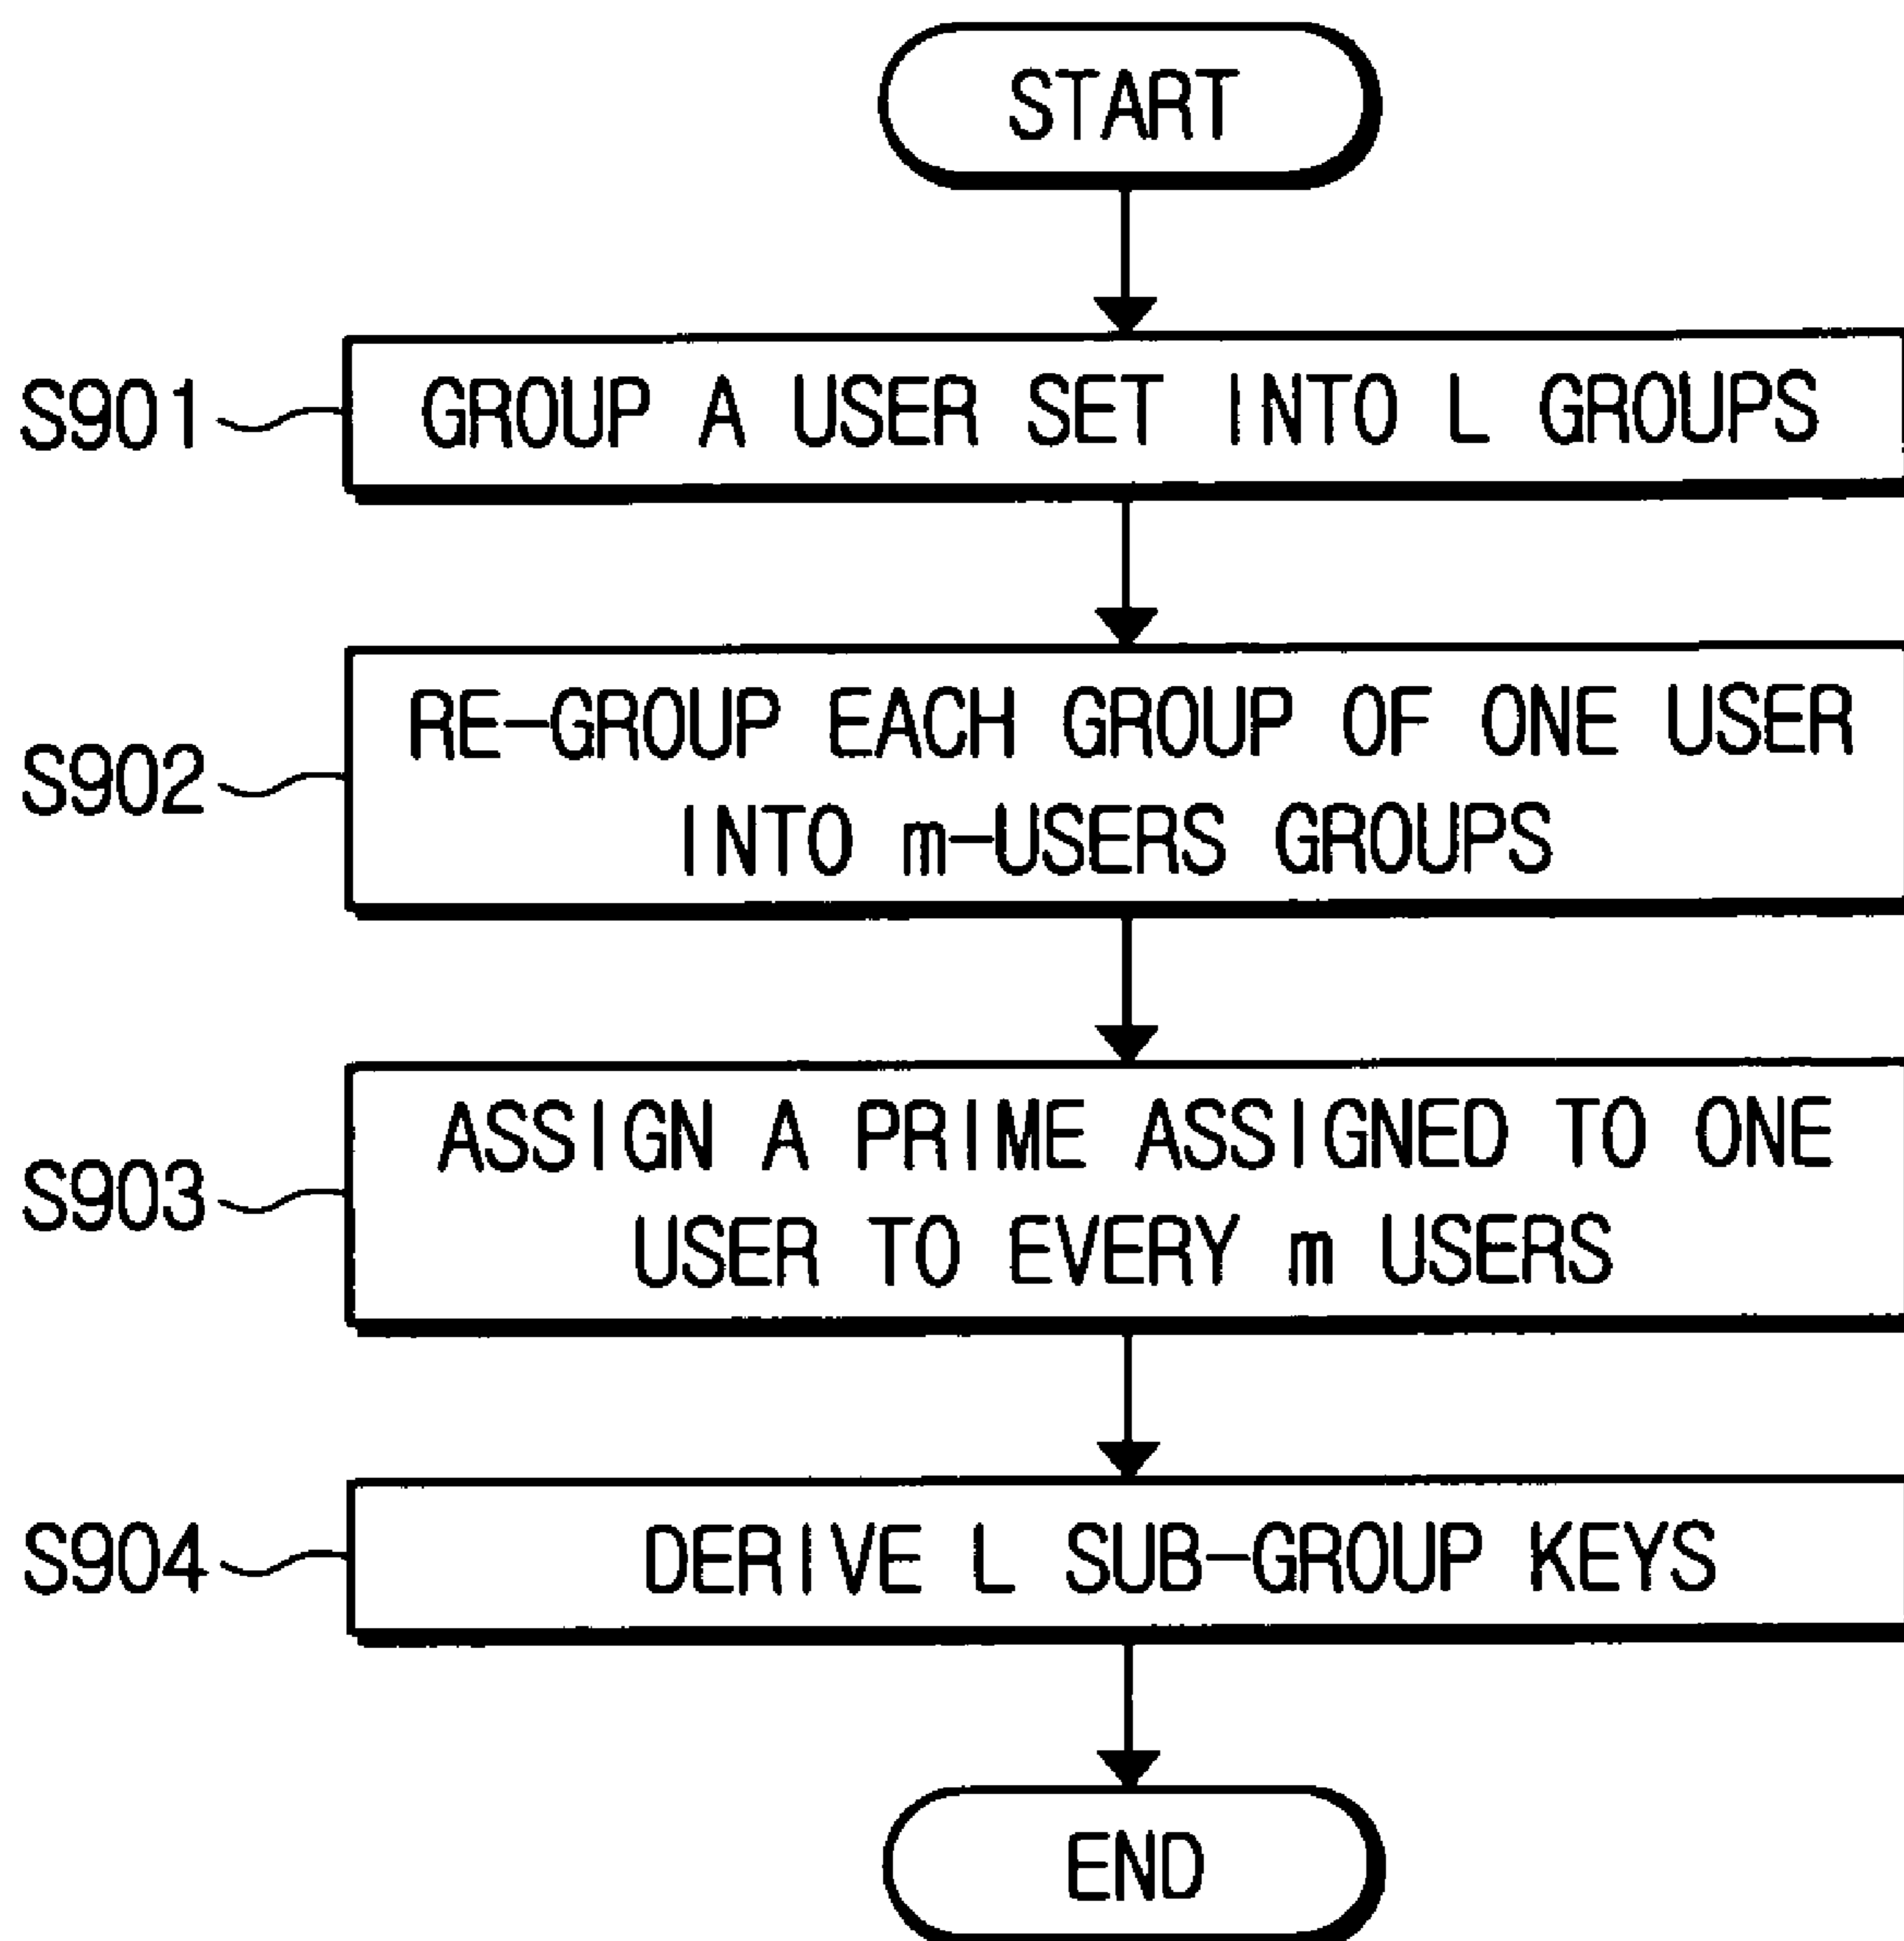 START
S901
GROUP A USER SET INTO L GROUPS
S902
RE-GROUP EACH GROUP OF ONE USER
INTO m-USERS GROUPS
S903
ASSIGN A PRIME ASSIGNED TO ONE
USER TO EVERY m USERS
S904
DERIVE L SUB-GROUP KEYS
END